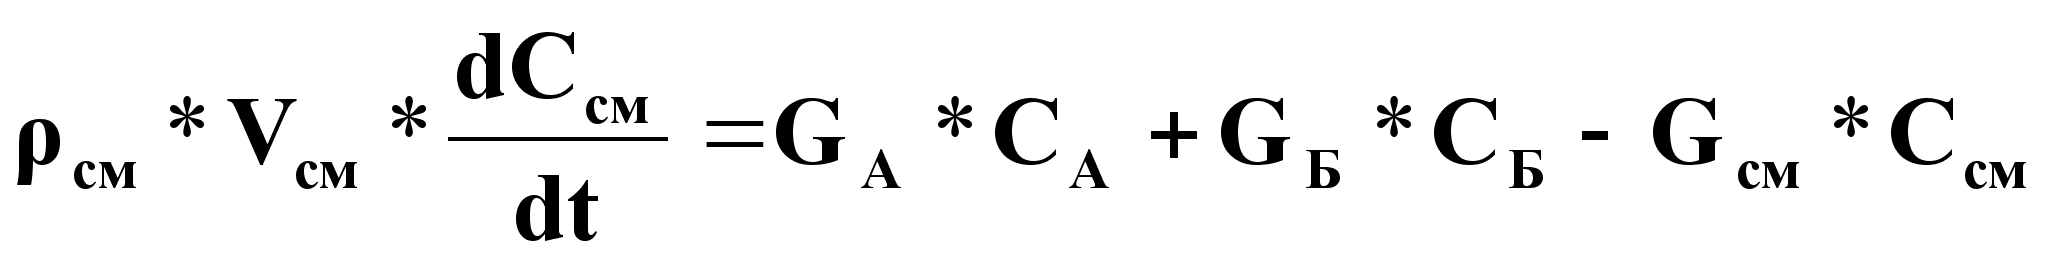 ρсм * Vсм * dCсм/dt = GА * CА + GБ * CБ - Gсм * Cсм